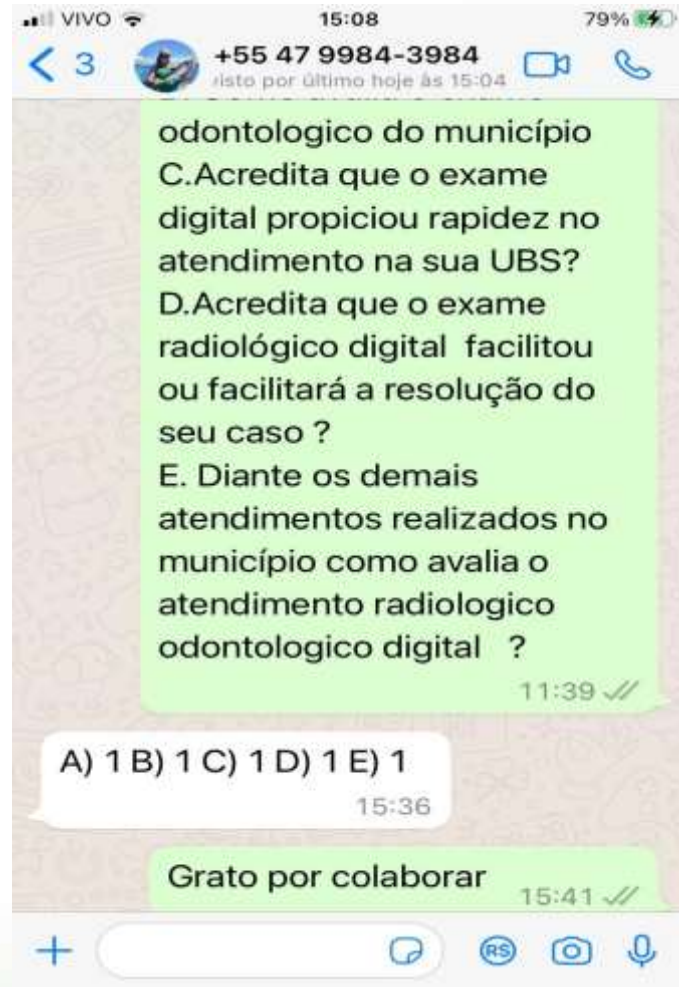 VIVO 15:08 79%
3 +55 47 9984-3984
visto por último hoje às 15:04
odontologico do município
C.Acredita que o exame
digital propiciou rapidez no
atendimento na sua UBS?
D.Acredita que o exame
radiológico digital facilitou
ou facilitará a resolução do
seu caso ?
E. Diante os demais
atendimentos realizados no
município como avalia o
atendimento radiologico
odontologico digital ?
11:39
A) 1 B) 1 C) 1 D) 1 E) 1
15:36
Grato por colaborar
15:41
RS